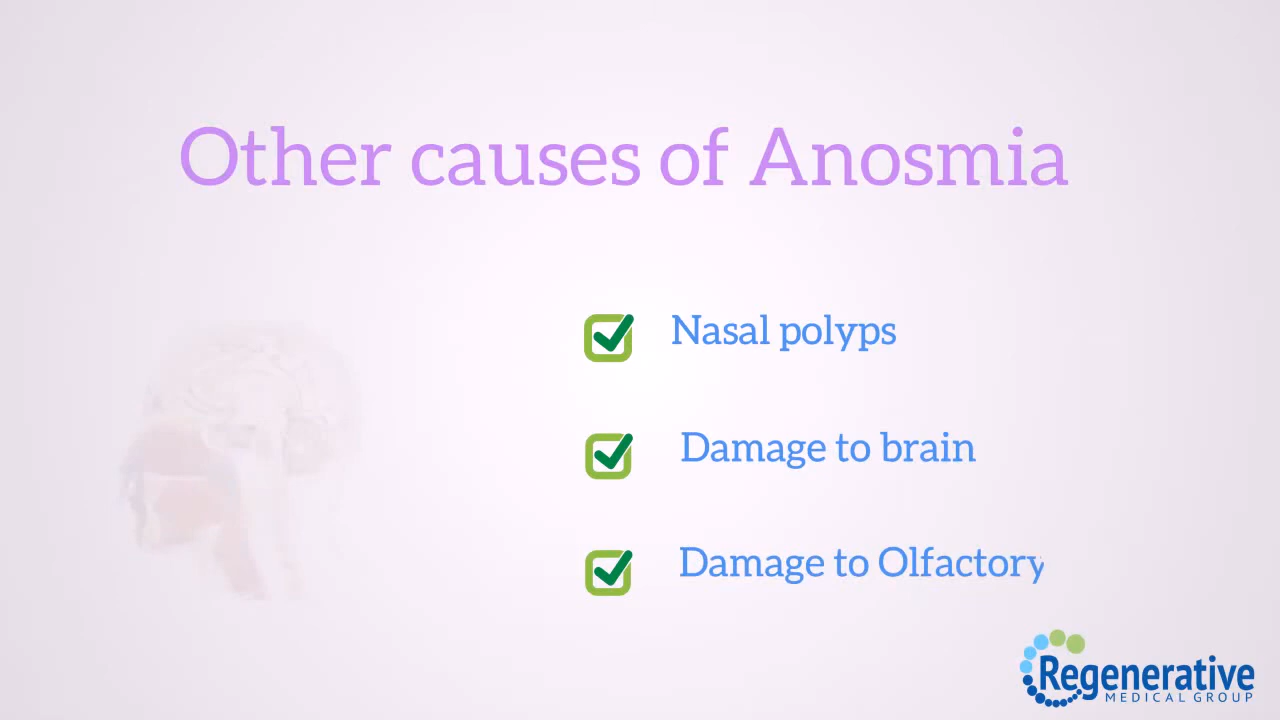 Other causes of Anosmia
Nasal polyps
Damage to brain
Damage to Olfactory
Regenerative
MEDICAL GROUP